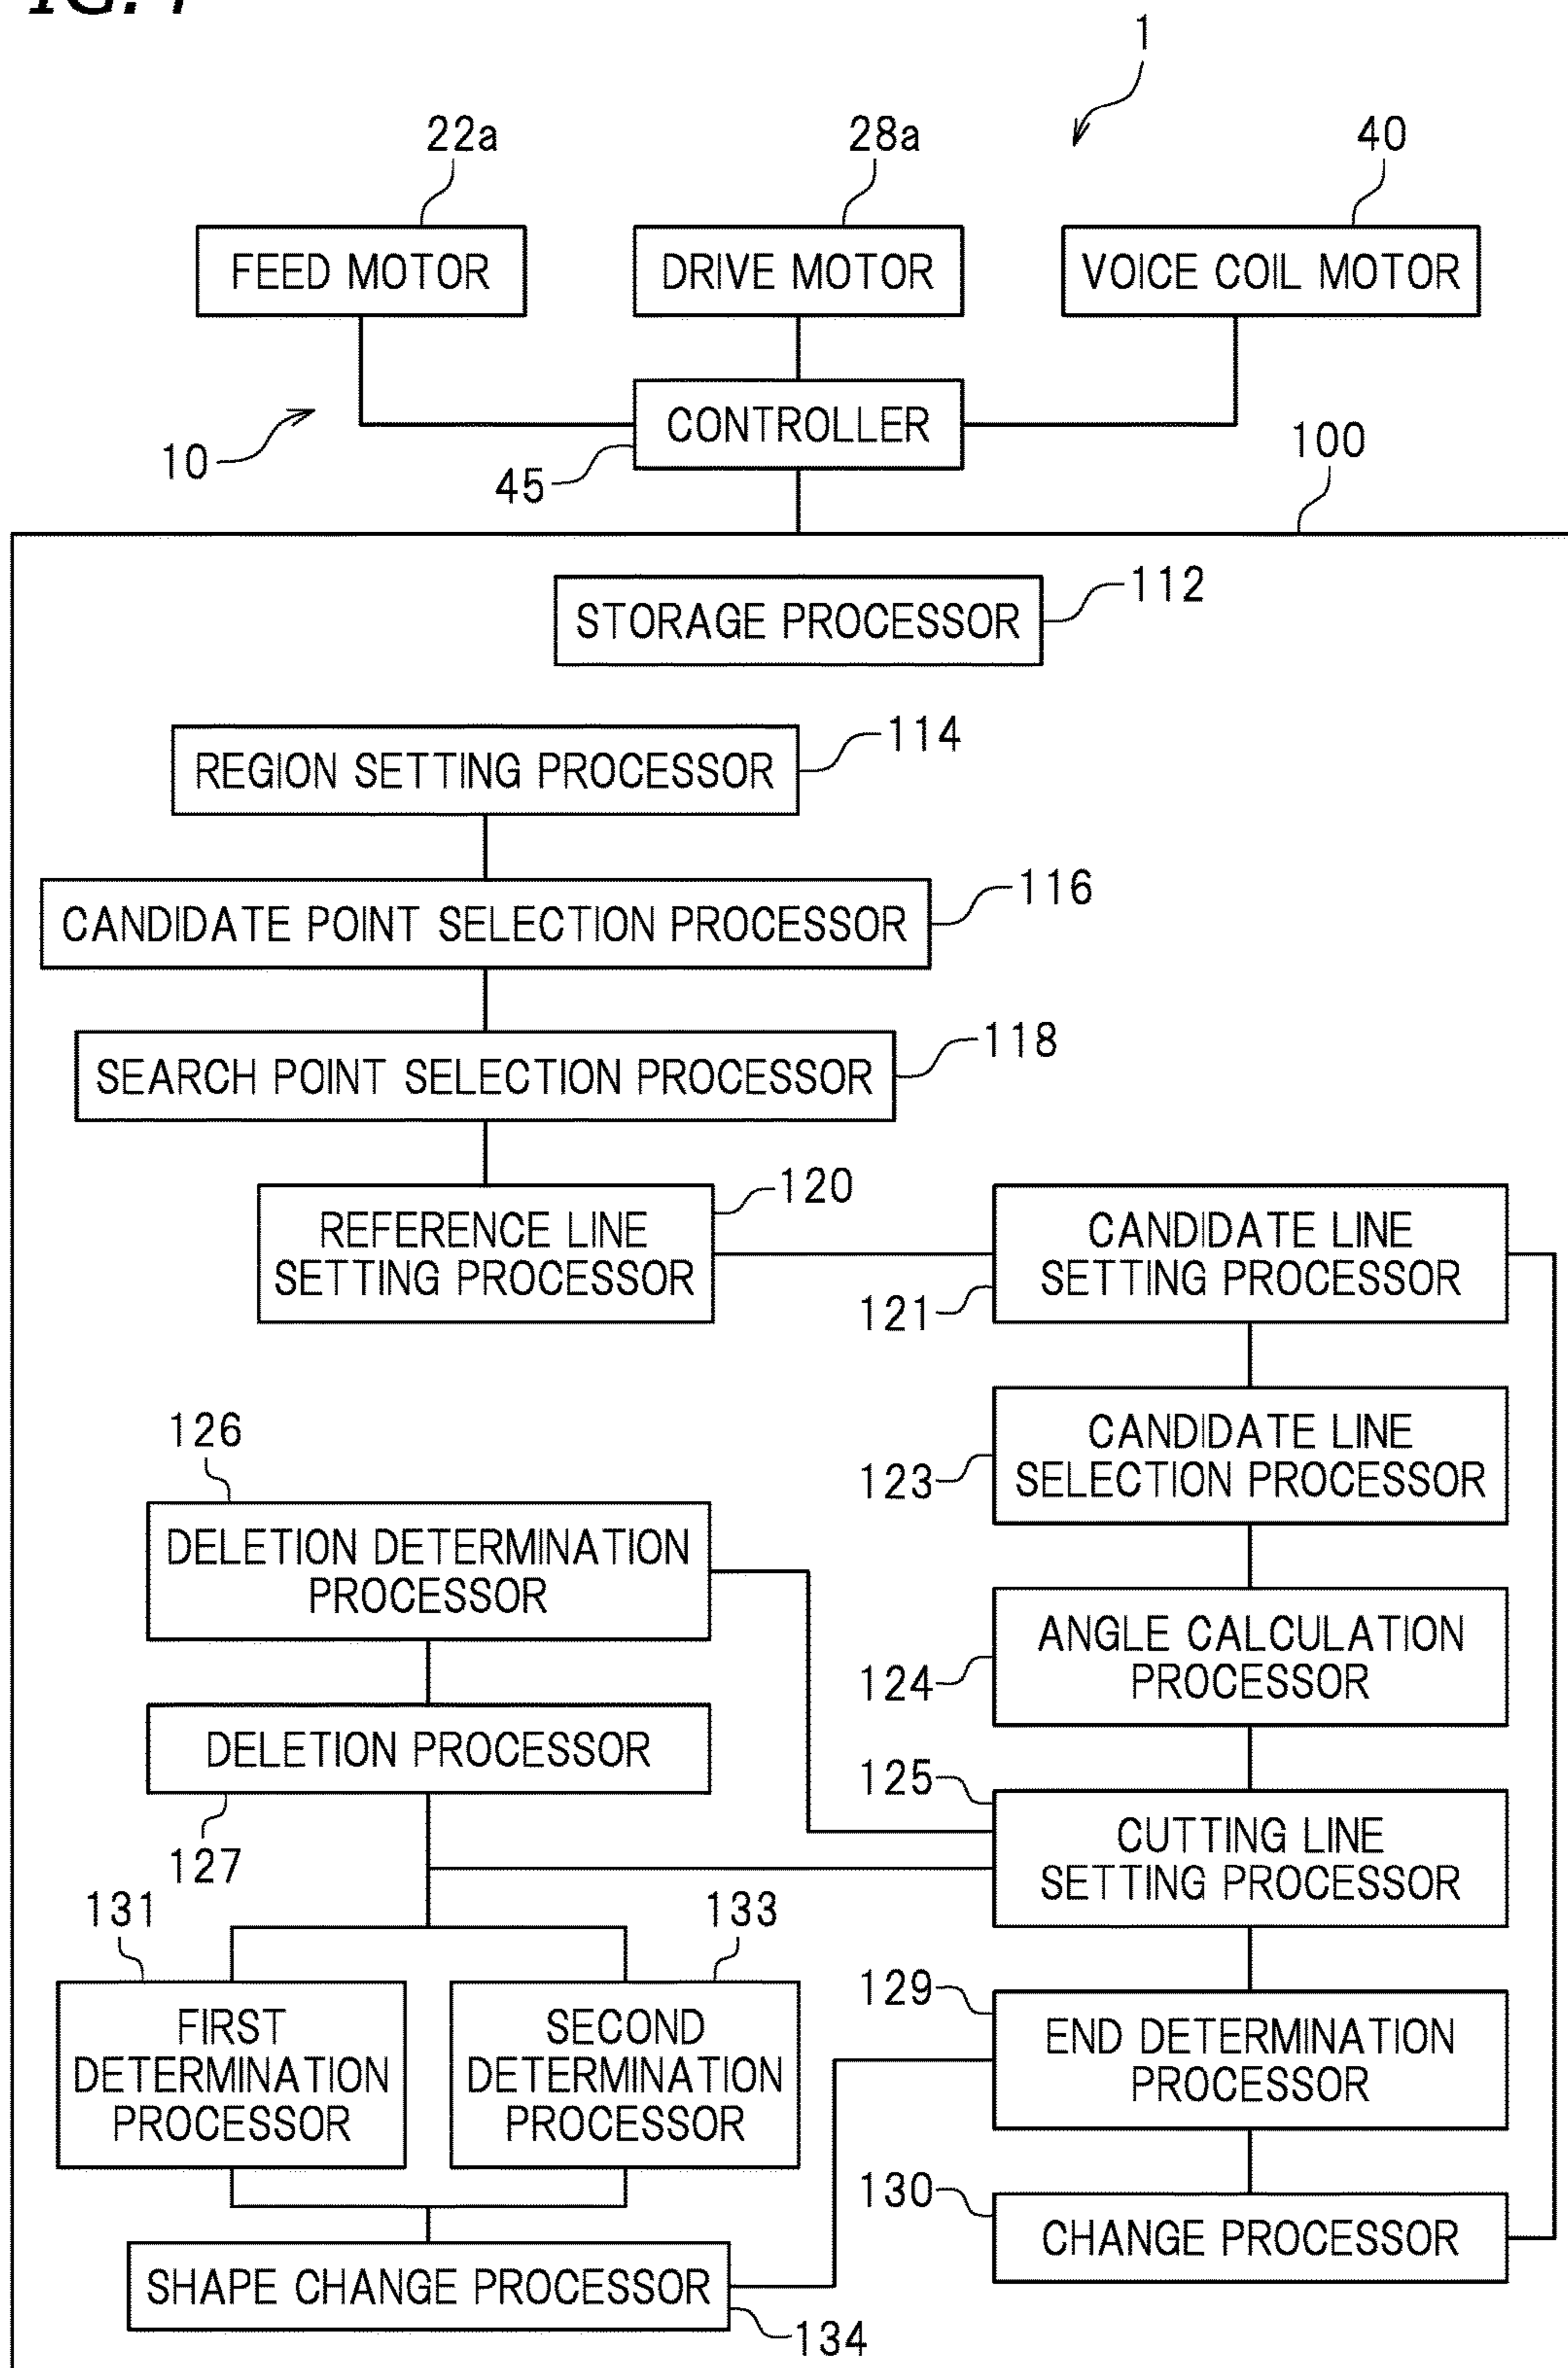 1
22a
28a
40
FEED MOTOR
DRIVE MOTOR
VOICE COIL MOTOR
CONTROLLER
10
45
100
STORAGE PROCESSOR
112
REGION SETTING PROCESSOR
114
CANDIDATE POINT SELECTION PROCESSOR
116
SEARCH POINT SELECTION PROCESSOR
118
REFERENCE LINE
SETTING PROCESSOR
120
CANDIDATE LINE
SETTING PROCESSOR
121
CANDIDATE LINE
SELECTION PROCESSOR
123
126
DELETION DETERMINATION
PROCESSOR
ANGLE CALCULATION
PROCESSOR
124
DELETION PROCESSOR
127
125
CUTTING LINE
SETTING PROCESSOR
131
133
FIRST
DETERMINATION
PROCESSOR
SECOND
DETERMINATION
PROCESSOR
129
END DETERMINATION
PROCESSOR
130
CHANGE PROCESSOR
SHAPE CHANGE PROCESSOR
134